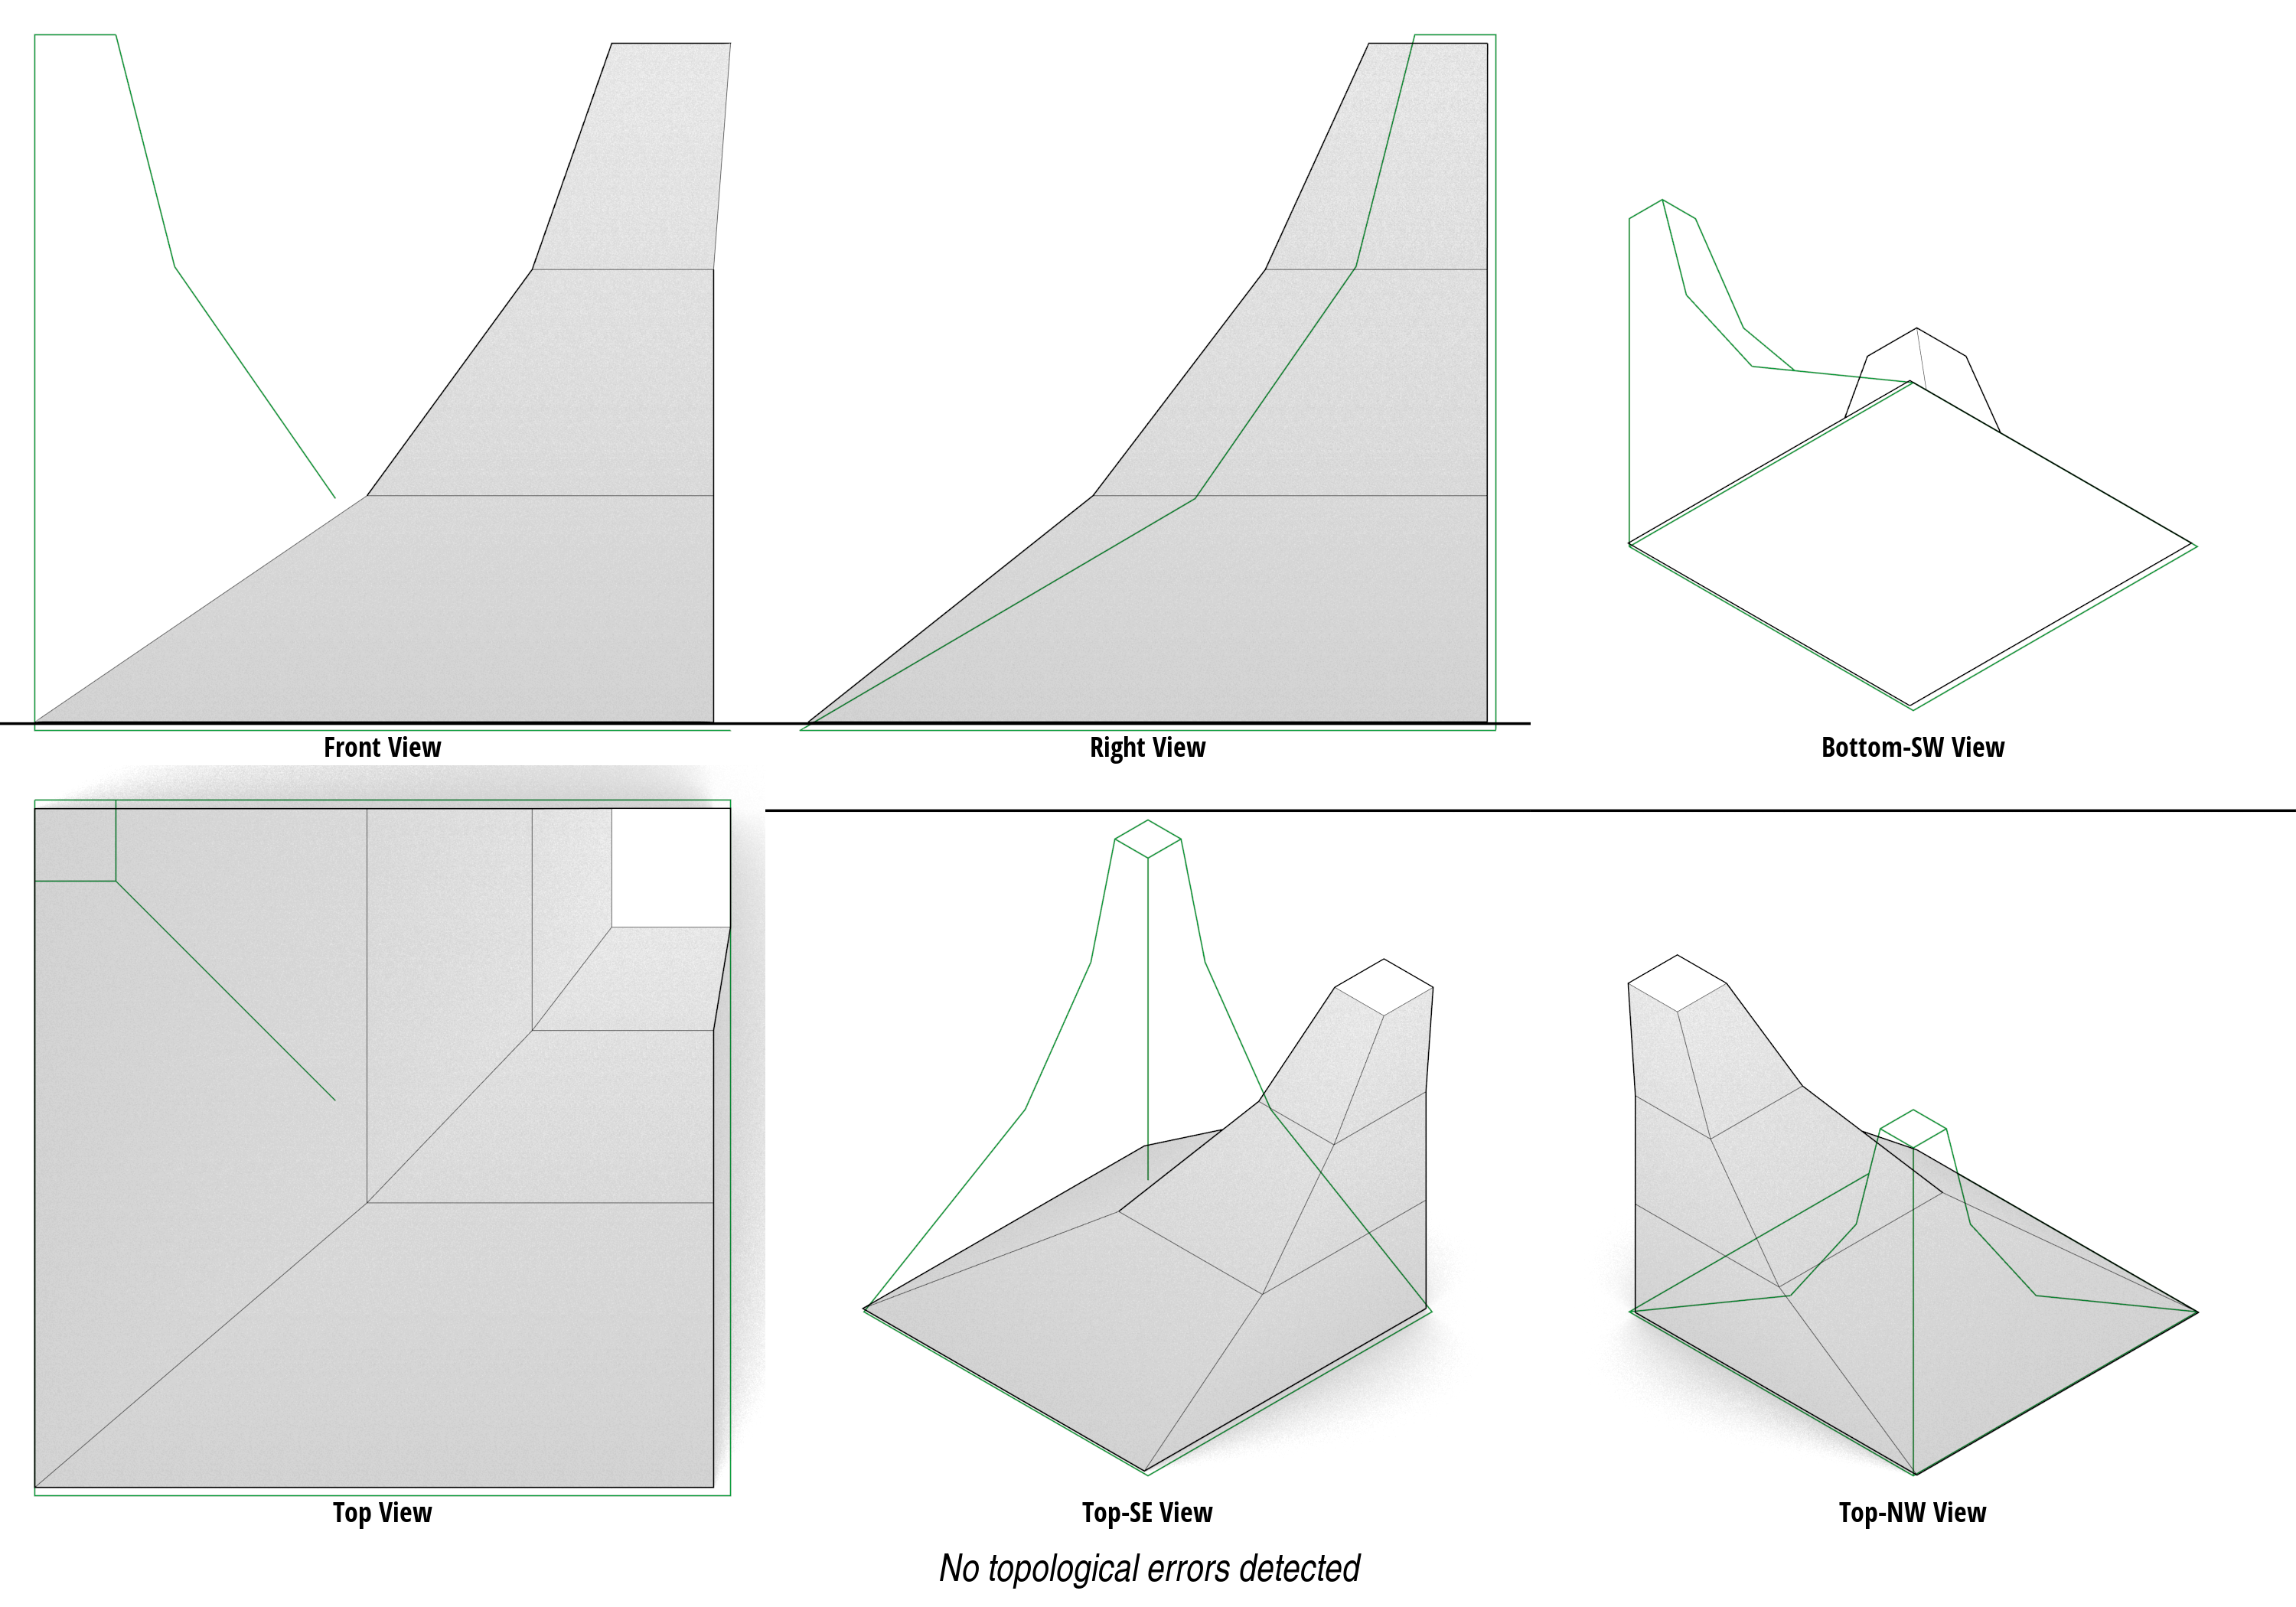 Front View
Right View
Bottom-SW View
Top View
Top-SE View
Top-NW View
No topological errors detected